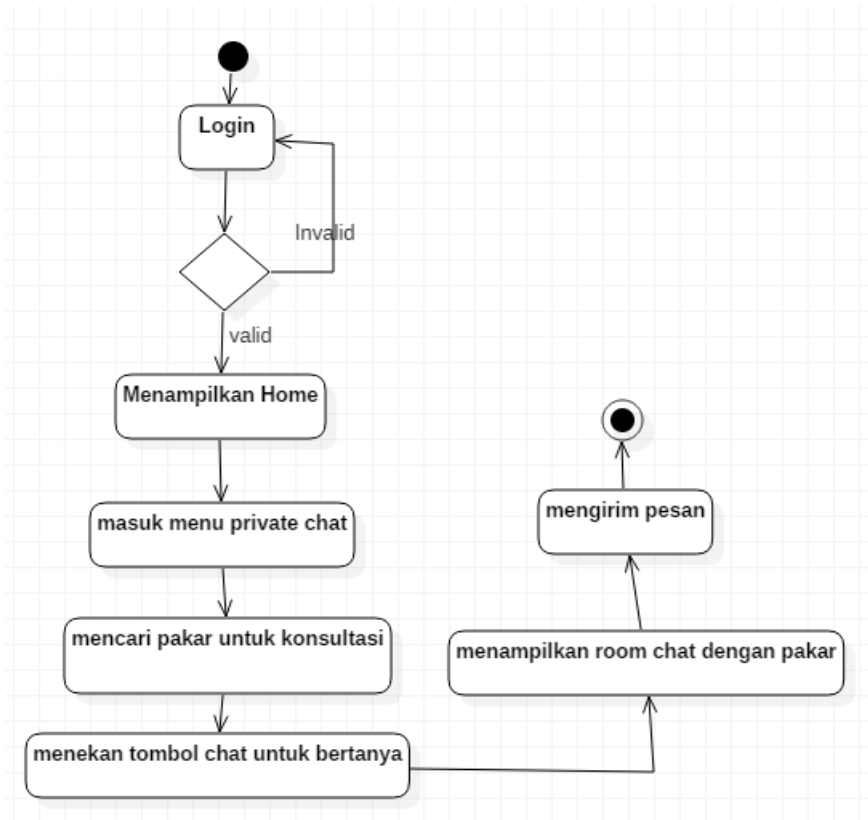 Login
Invalid
valid
Menampilkan Home
masuk menu private chat
mencari pakar untuk konsultasi
menekan tombol chat untuk bertanya
menampilkan room chat dengan pakar
mengirim pesan